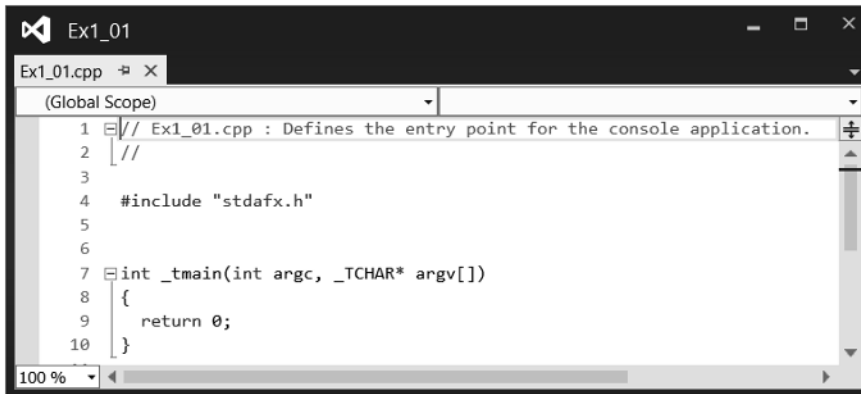 Ex1_01
Ex1_01.cpp
(Global Scope)
1 // Ex1_01.cpp : Defines the entry point for the console application.
2 //
3
4 #include "stdafx.h"
5
6
7 int _tmain(int argc, _TCHAR* argv[])
8 {
9 return 0;
10 }
100 %